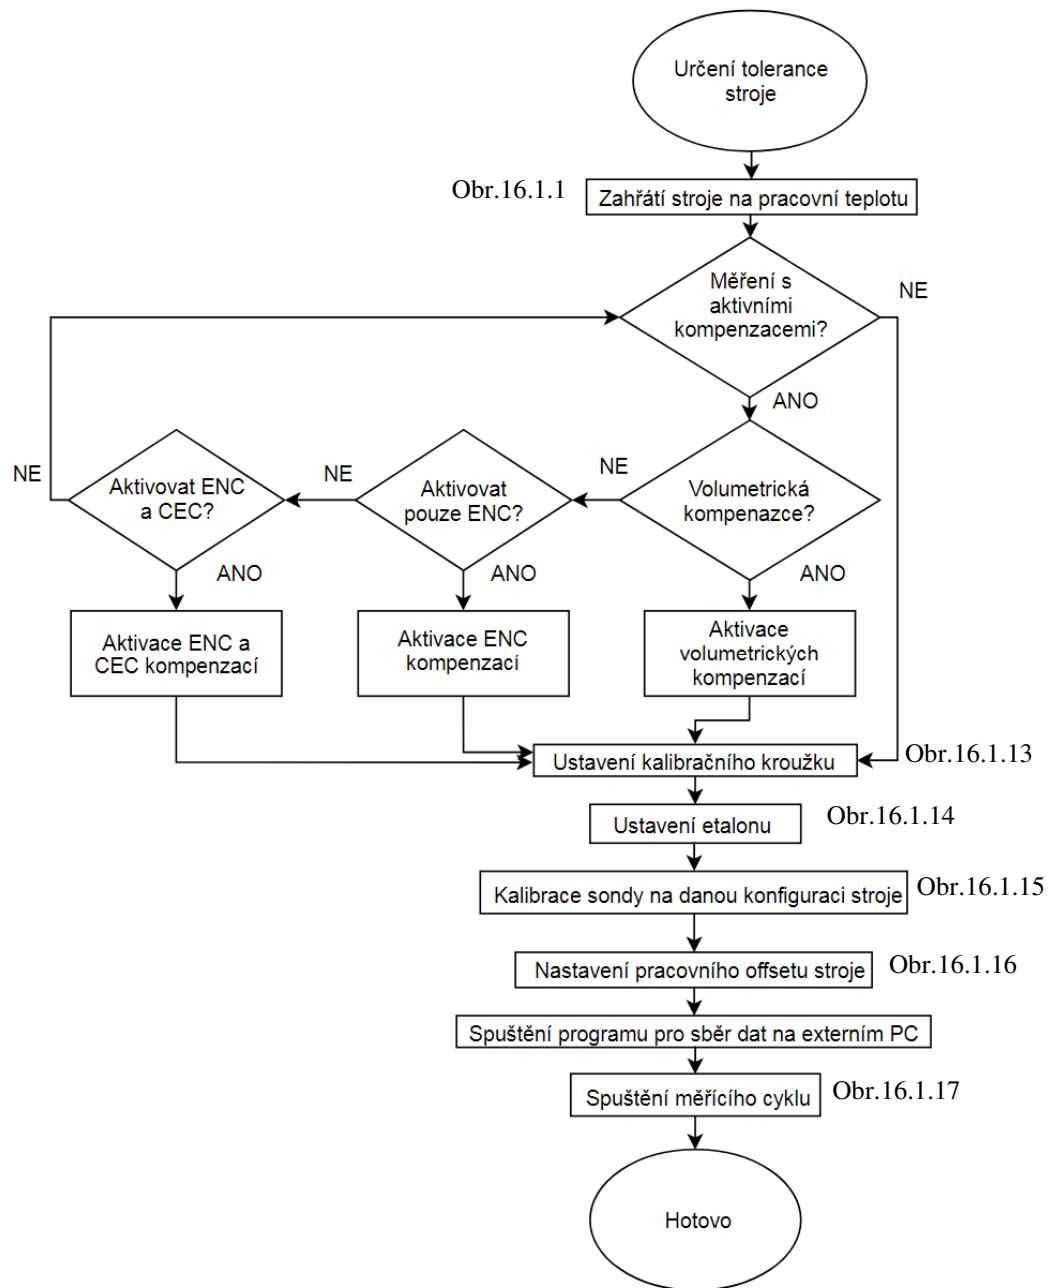 Určení tolerance
stroje
Obr.16.1.1
Zahřátí stroje na pracovní teplotu
Měření s
aktivními
kompenzacemi?
NE
ANO
NE
Aktivovat ENC
a CEC?
NE
Aktivovat
pouze ENC?
NE
Volumetrická
kompenazce?
ANO
ANO
ANO
Aktivace ENC a
CEC kompenzací
Aktivace ENC
kompenzací
Aktivace
volumetrických
kompenzací
Ustavení kalibračního kroužku
Obr.16.1.13
Ustavení etalonu
Obr.16.1.14
Kalibrace sondy na danou konfiguraci stroje
Obr.16.1.15
Nastavení pracovního offsetu stroje
Obr.16.1.16
Spuštění programu pro sběr dat na externím PC
Spuštění měřícího cyklu
Obr.16.1.17
Hotovo